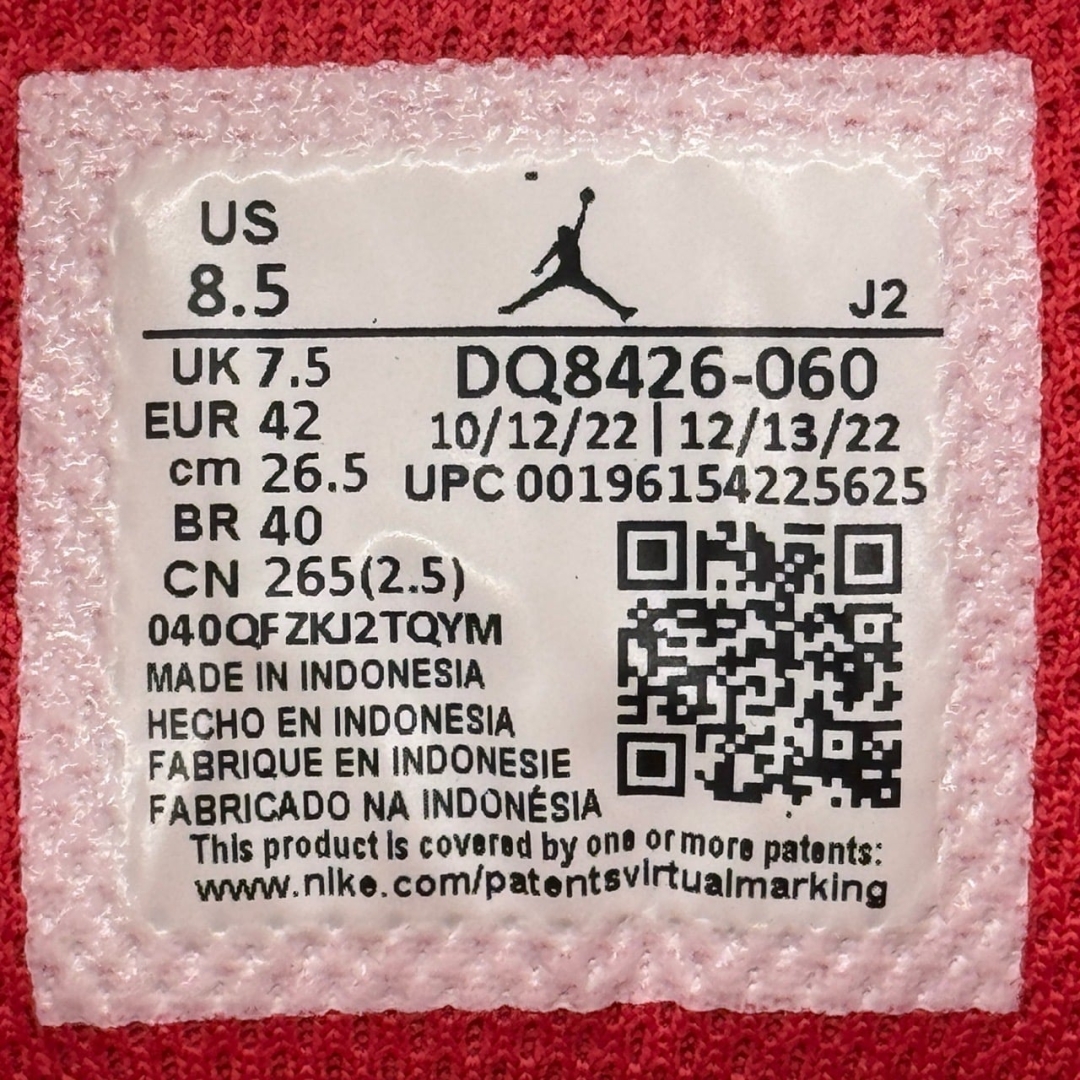 US
8.5
J2
UK 7.5
DQ8426-060
EUR 42
10/12/22 | 12/13/22
cm 26.5
UPC 00196154225625
BR 40
CN 265(2.5)
040QFZKJ2TQYM
MADE IN INDONESIA
HECHO EN INDONESIA
FABRIQUE EN INDONESIE
FABRICADO NA INDONÉSIA
This product is covered by one or more patents:
www.nike.com/patentsvirtualmarking